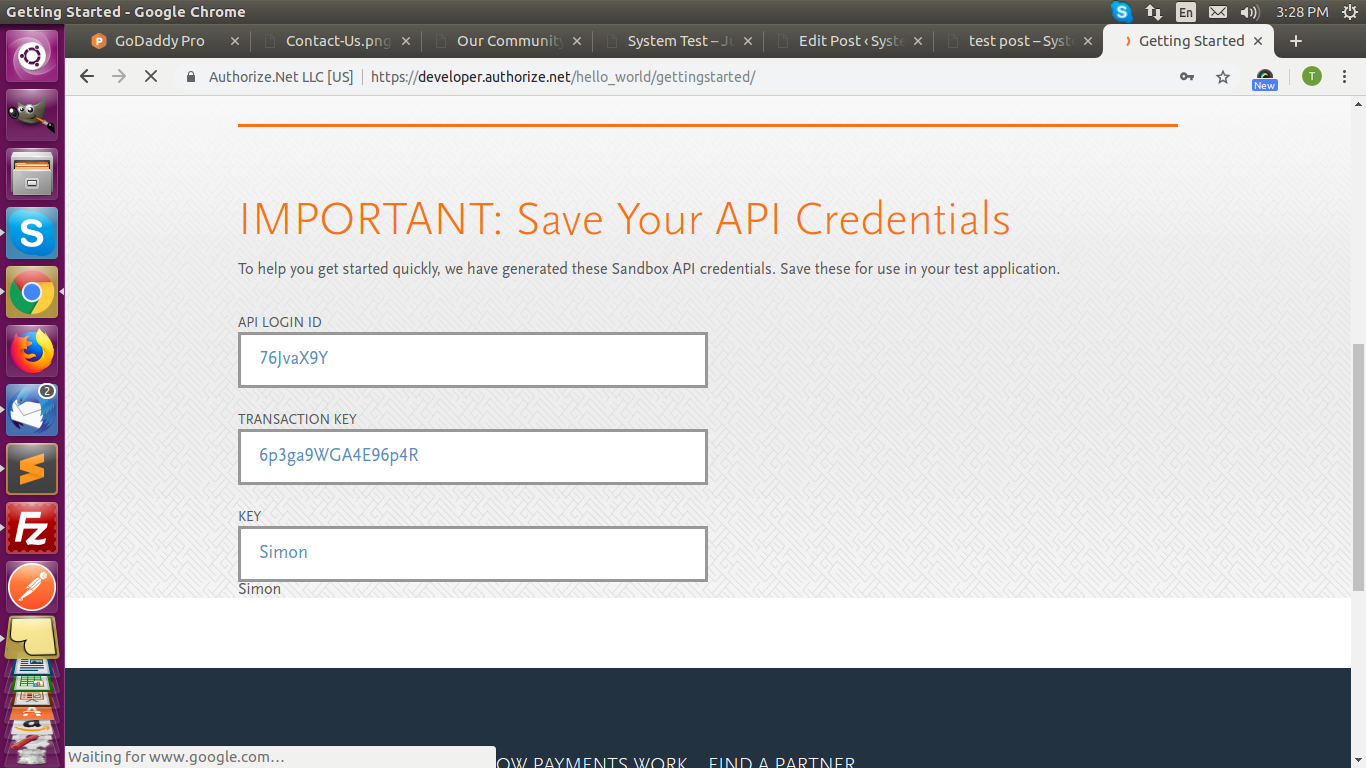 Getting Started - Google Chrome
En
3:28 PM
GoDaddy Pro
Contact-Us.png
Our Community
System Test – Ju
Edit Post ‹ Syste
test post – Syst
Getting Started
Authorize.Net LLC [US]
https://developer.authorize.net/hello_world/gettingstarted/
New
T
IMPORTANT: Save Your API Credentials
To help you get started quickly, we have generated these Sandbox API credentials. Save these for use in your test application.
API LOGIN ID
76JvaX9Y
TRANSACTION KEY
6p3ga9WGA4E96p4R
KEY
Simon
Simon
2
Waiting for www.google.com…
OW PAYMENTS WORK
FIND A PARTNER